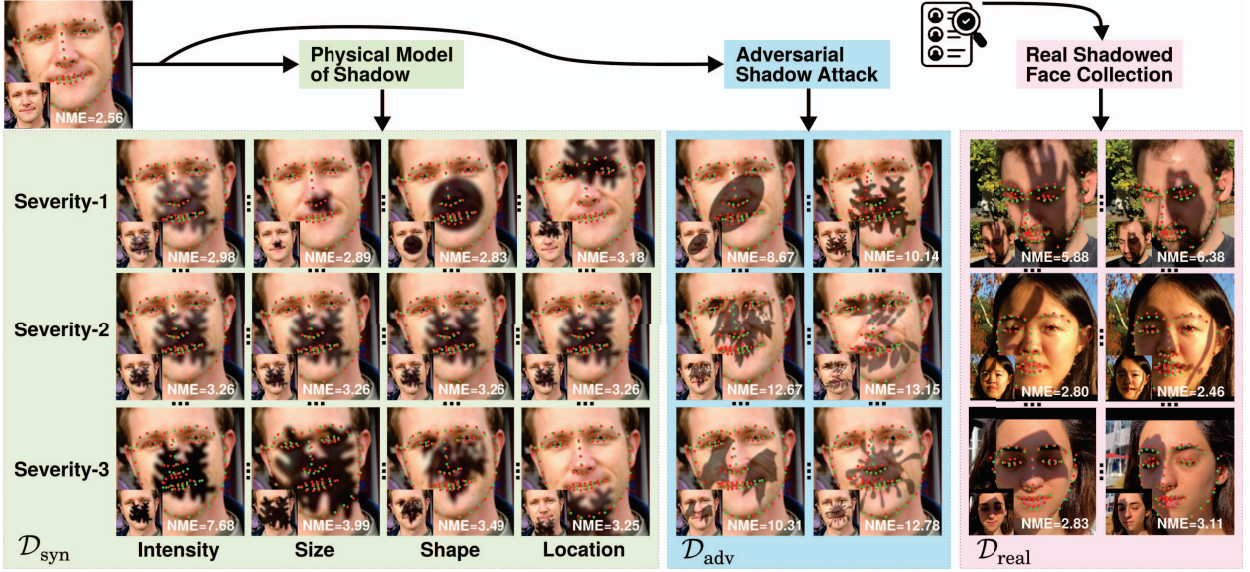 Physical Model
of Shadow
Adversarial
Shadow Attack
Real Shadowed
Face Collection
NME=2.56
Severity-1
NME=2.98
NME=2.89
NME=2.83
NME=3.18
NME=8.67
NME=10.14
NME=5.88
NME=6.38
Severity-2
NME=3.26
NME=3.26
NME=3.26
NME=3.26
NME=12.67
NME=13.15
NME=2.80
NME=2.46
Severity-3
NME=7.68
NME=3.99
NME=3.49
NME=3.25
NME=10.31
NME=12.78
NME=2.83
NME=3.11
𝒟syn
Intensity
Size
Shape
Location
𝒟adv
𝒟real